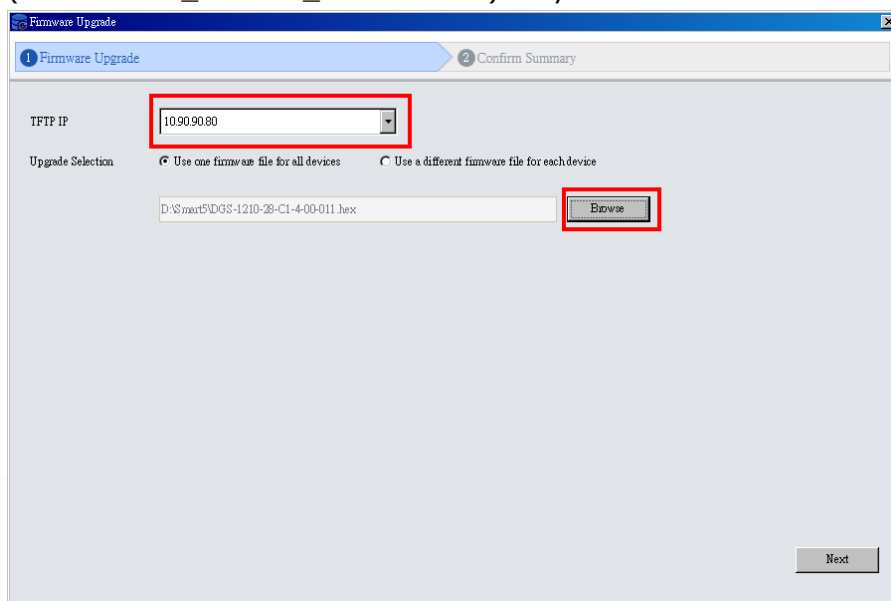 Firmware Upgrade
1 Firmware Upgrade 2 Confirm Summary
TFTP IP 10.90.90.80
Upgrade Selection Use one firmware file for all devices Use a different firmware file for each device
D:\Smart5\DGS-1210-28-C1-4-00-011.hex Browse
Next